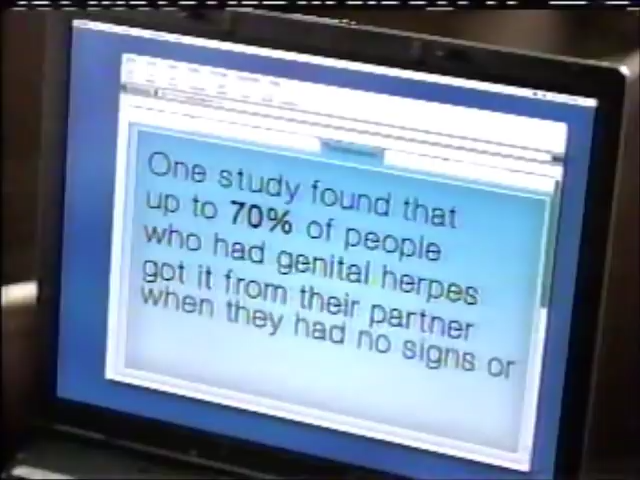 One study found that
up to 70% of people
who had genital herpes
got it from their partner
when they had no signs or